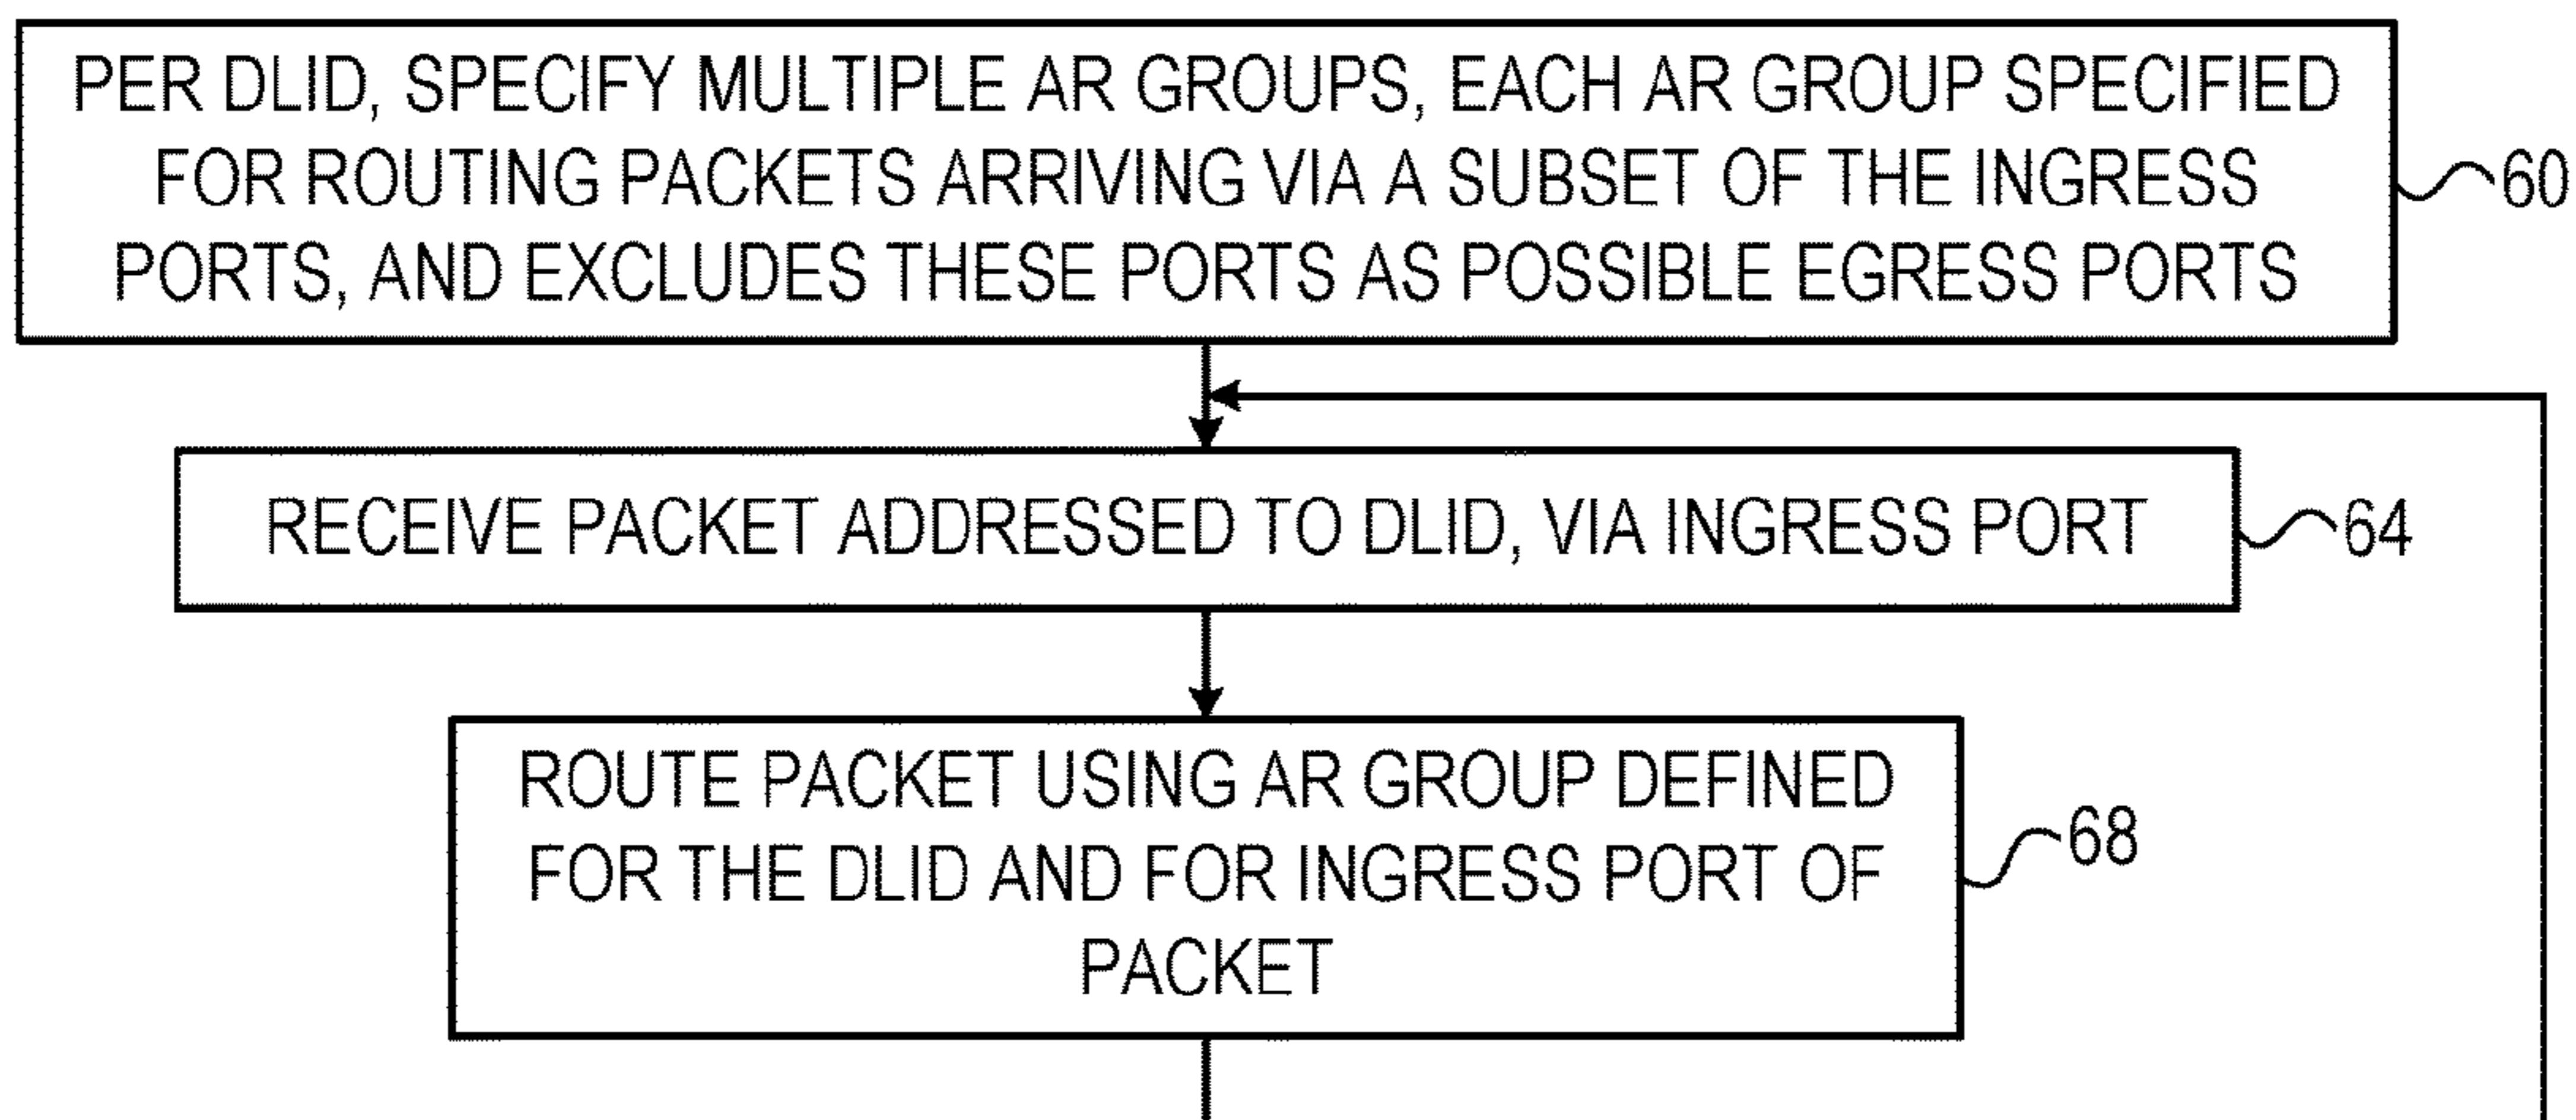 PER DLID, SPECIFY MULTIPLE AR GROUPS, EACH AR GROUP SPECIFIED
FOR ROUTING PACKETS ARRIVING VIA A SUBSET OF THE INGRESS
PORTS, AND EXCLUDES THESE PORTS AS POSSIBLE EGRESS PORTS
60
RECEIVE PACKET ADDRESSED TO DLID, VIA INGRESS PORT
64
ROUTE PACKET USING AR GROUP DEFINED
FOR THE DLID AND FOR INGRESS PORT OF
PACKET
68